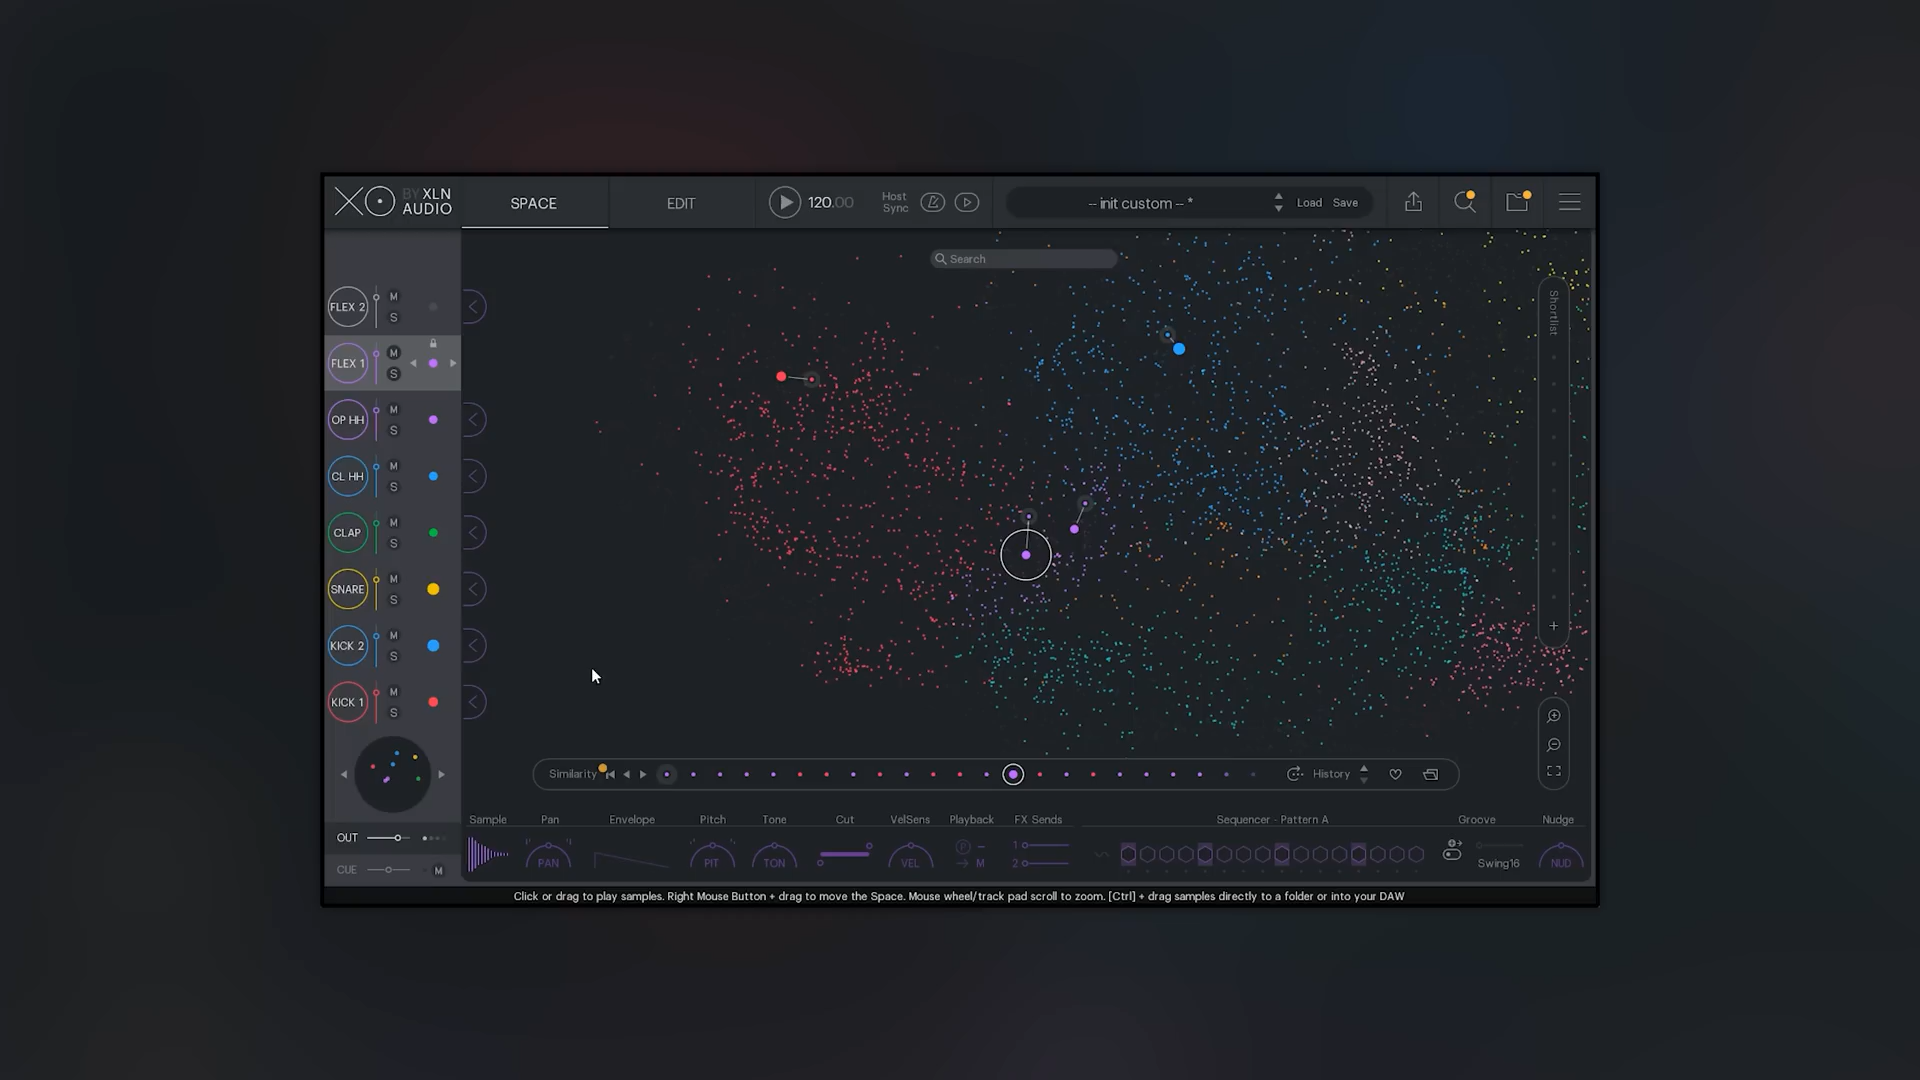 XO BY XLN AUDIO
SPACE
EDIT
120.00
Host Sync
-- init custom -- *
Load
Save
Search
Shortlist
FLEX 2
M
S
FLEX 1
M
S
OP HH
M
S
CL HH
M
S
CLAP
M
S
SNARE
M
S
KICK 2
M
S
KICK 1
M
S
OUT
CUE
M
Similarity
History
Sample
Pan
Envelope
Pitch
Tone
Cut
VelSens
Playback
FX Sends
Sequencer - Pattern A
Groove
Nudge
PAN
PIT
TON
VEL
P –
M
1
2
Swing16
NUD
Click or drag to play samples. Right Mouse Button + drag to move the Space. Mouse wheel/track pad scroll to zoom. [Ctrl] + drag samples directly to a folder or into your DAW